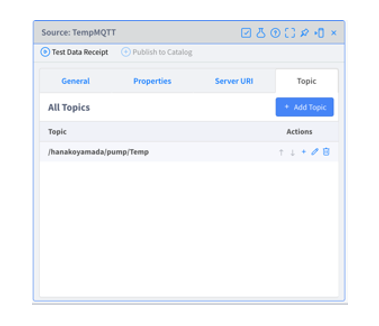 Source: TempMQTT
Test Data Receipt Publish to Catalog
General Properties Server URI Topic
All Topics + Add Topic
Topic Actions
/hanakoyamada/pump/Temp